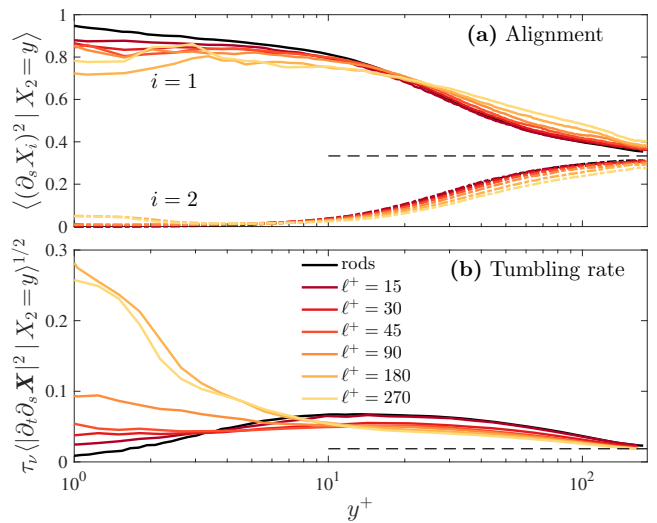 1
0.8
0.6
0.4
0.2
0
⟨(∂ₛXᵢ)² | X₂=y⟩
(a) Alignment
i = 1
i = 2
0.3
0.2
0.1
0
τ_ν⟨|∂ₜ∂ₛX|² | X₂=y⟩^{1/2}
(b) Tumbling rate
rods
ℓ⁺ = 15
ℓ⁺ = 30
ℓ⁺ = 45
ℓ⁺ = 90
ℓ⁺ = 180
ℓ⁺ = 270
10⁰ 10¹ 10²
y⁺